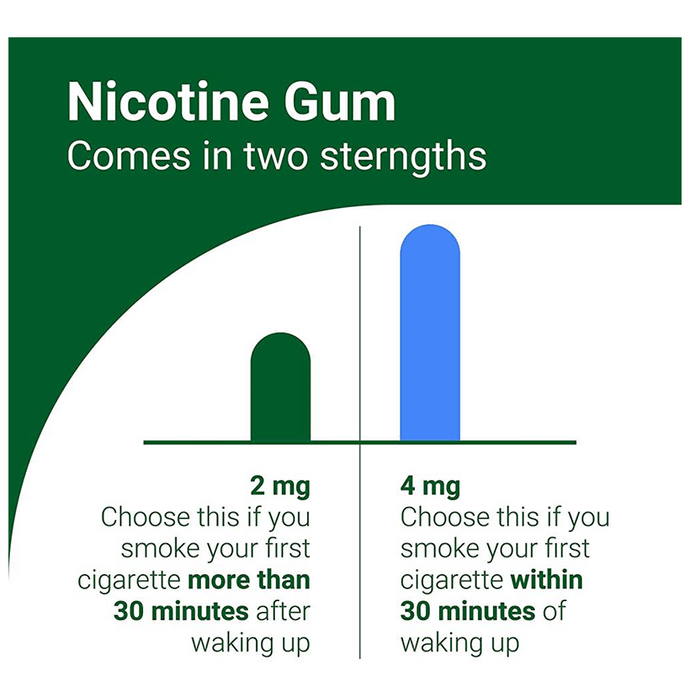 Nicotine Gum
Comes in two sterngths
2 mg
Choose this if you
smoke your first
cigarette more than
30 minutes after
waking up
4 mg
Choose this if you
smoke your first
cigarette within
30 minutes of
waking up